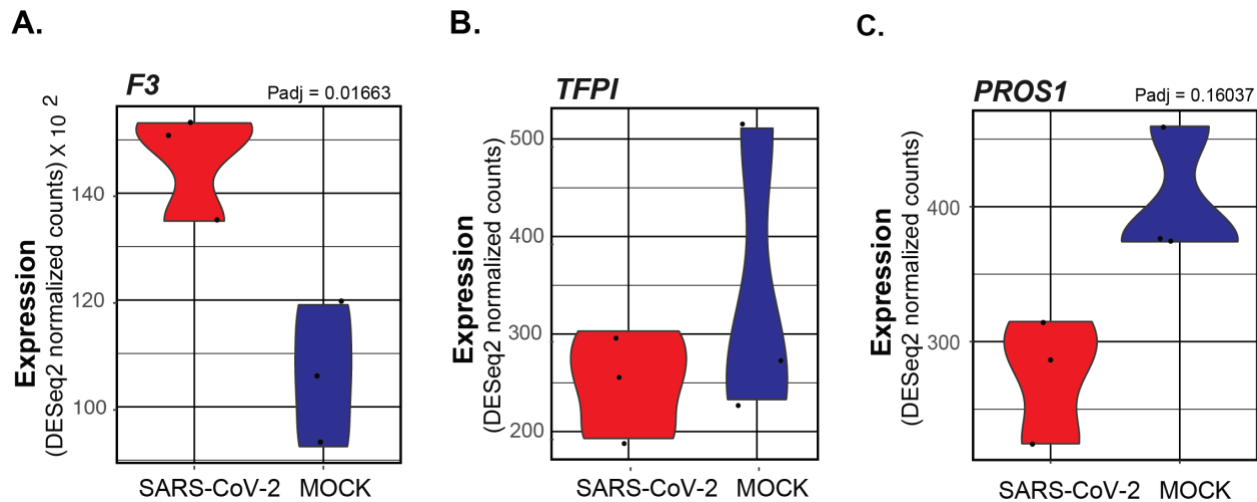 A.
F3
Padj = 0.01663
Expression
(DESeq2 normalized counts) X 10 2
140
120
100
SARS-CoV-2 MOCK
B.
TFPI
Expression
(DESeq2 normalized counts)
500
400
300
200
SARS-CoV-2 MOCK
C.
PROS1
Padj = 0.16037
Expression
(DESeq2 normalized counts)
400
300
SARS-CoV-2 MOCK